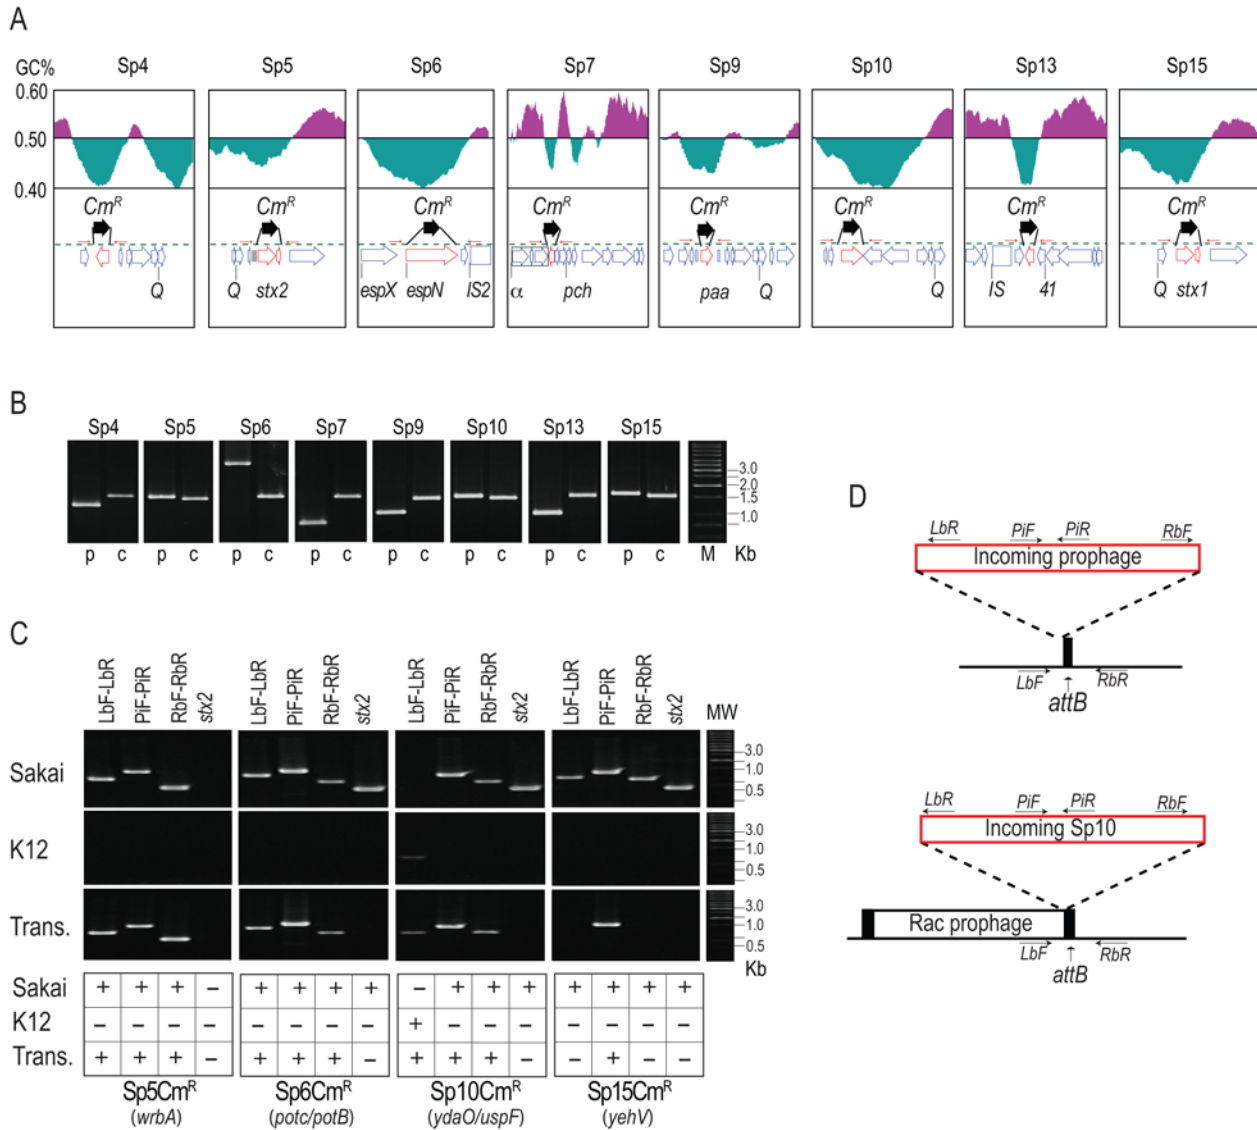 A
GC% Sp4 Sp5 Sp6 Sp7 Sp9 Sp10 Sp13 Sp15
0.60
0.50
0.40
CmR CmR CmR CmR CmR CmR CmR CmR
Q Q stx2 espX espN IS2 α pch paa Q Q IS 41 Q stx1
B
Sp4 Sp5 Sp6 Sp7 Sp9 Sp10 Sp13 Sp15
3.0
2.0
1.5
1.0
p c p c p c p c p c p c p c p c M Kb
C
LbF-LbR PiF-PiR RbF-RbR stx2 LbF-LbR PiF-PiR RbF-RbR stx2 LbF-LbR PiF-PiR RbF-RbR stx2 LbF-LbR PiF-PiR RbF-RbR stx2 MW
Sakai
3.0
1.0
0.5
K12
3.0
1.0
0.5
Trans.
3.0
1.0
0.5
Kb
Sakai + + + – + + + + – + + + + + + +
K12 – – – – – – – – + – – – – – – –
Trans. + + + – + + + – + + + – – + – –
Sp5CmR Sp6CmR Sp10CmR Sp15CmR
(wrbA) (potc/potB) (ydaO/uspF) (yehV)
D
LbR PiF PiR RbF
Incoming prophage
LbF RbR
attB
LbR PiF PiR RbF
Incoming Sp10
Rac prophage
LbF RbR
attB